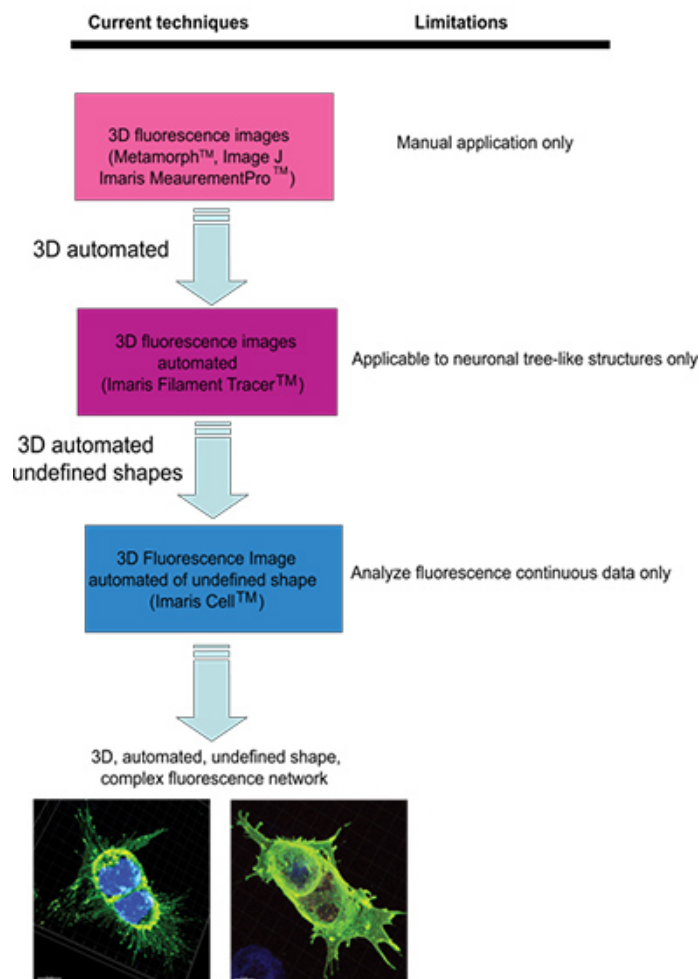 Current techniques
Limitations
3D fluorescence images
(Metamorph™, Image J
Imaris MeaurementPro™)
Manual application only
3D automated
3D fluorescence images
automated
(Imaris Filament Tracer™)
Applicable to neuronal tree-like structures only
3D automated
undefined shapes
3D Fluorescence Image
automated of undefined shape
(Imaris Cell™)
Analyze fluorescence continuous data only
3D, automated, undefined shape,
complex fluorescence network